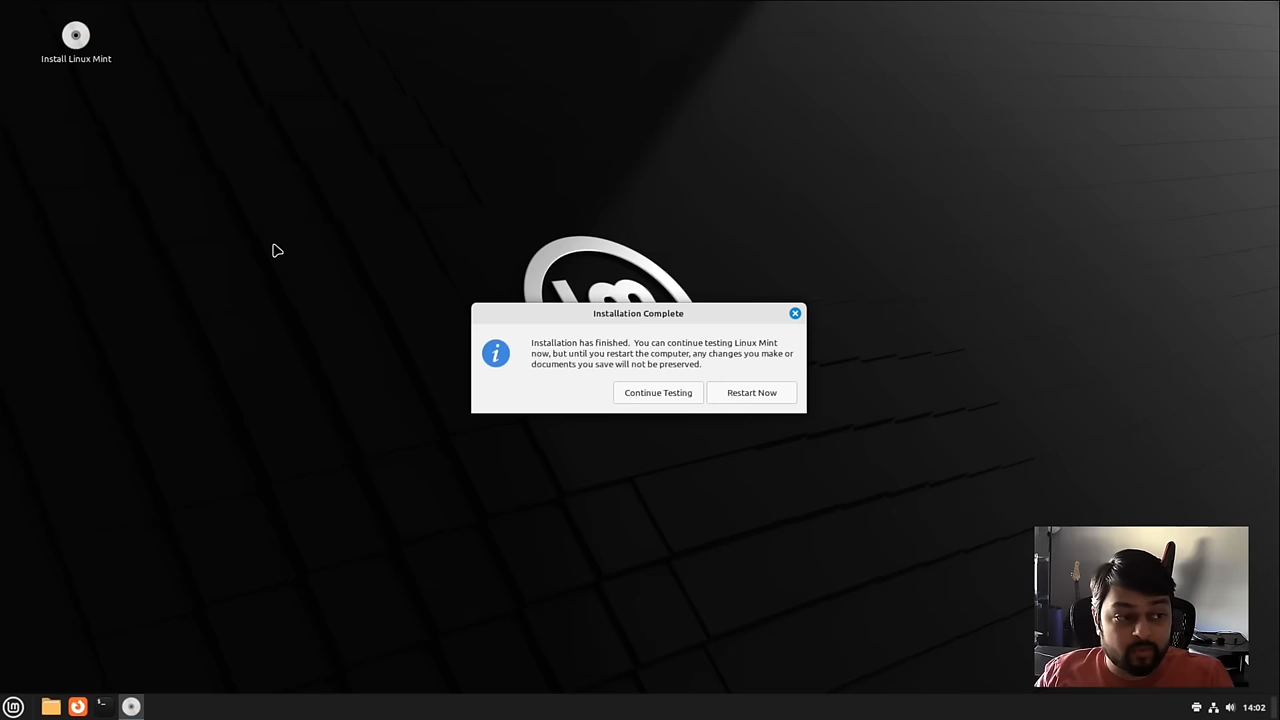 Install Linux Mint
Installation Complete
Installation has finished.  You can continue testing Linux Mint
now, but until you restart the computer, any changes you make or
documents you save will not be preserved.
Continue Testing
Restart Now
14:02